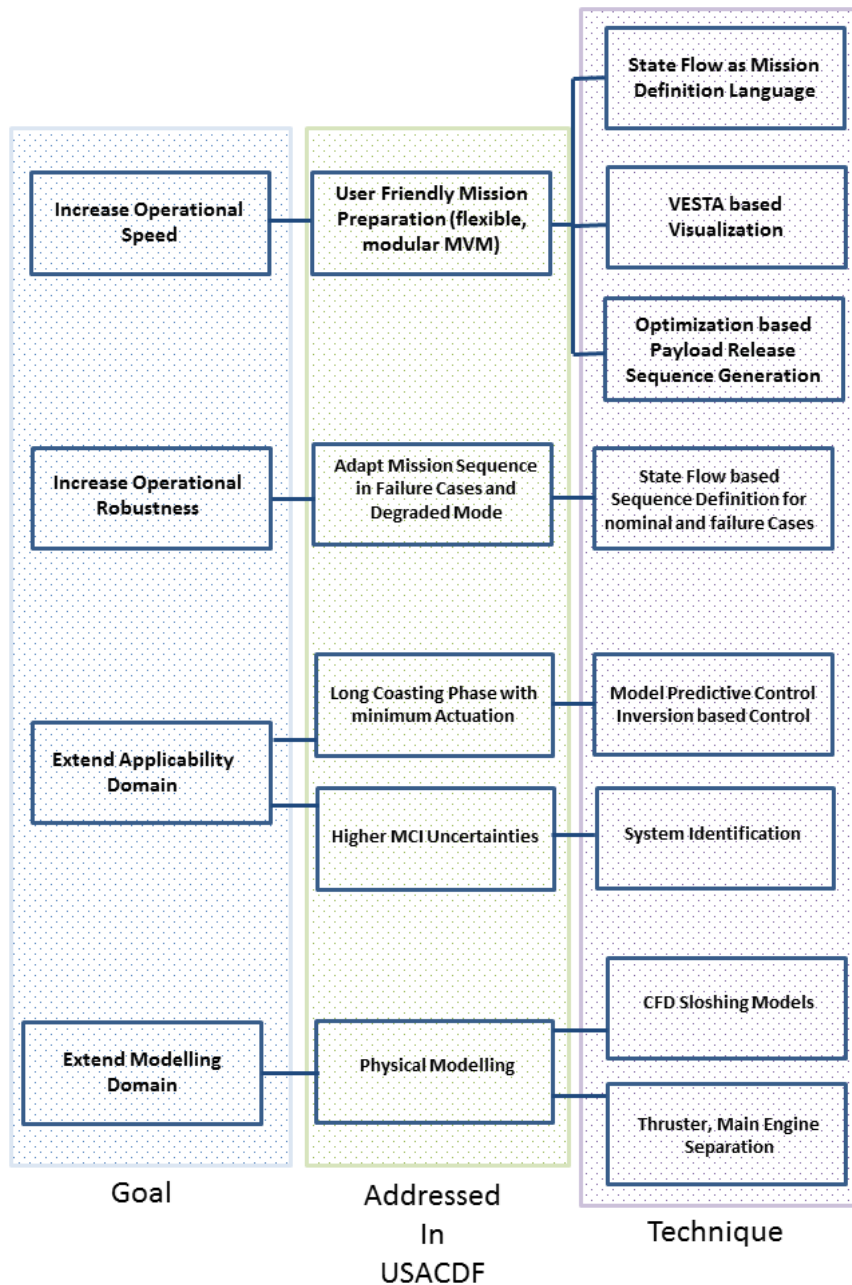 State Flow as Mission
Definition Language
Increase Operational
Speed
User Friendly Mission
Preparation (flexible,
modular MVM)
VESTA based
Visualization
Optimization based
Payload Release
Sequence Generation
Increase Operational
Robustness
Adapt Mission Sequence
in Failure Cases and
Degraded Mode
State Flow based
Sequence Definition for
nominal and failure Cases
Extend Applicability
Domain
Long Coasting Phase with
minimum Actuation
Model Predictive Control
Inversion based Control
Higher MCI Uncertainties
System Identification
Extend Modelling
Domain
Physical Modelling
CFD Sloshing Models
Thruster, Main Engine
Separation
Goal
Addressed
In
USACDF
Technique